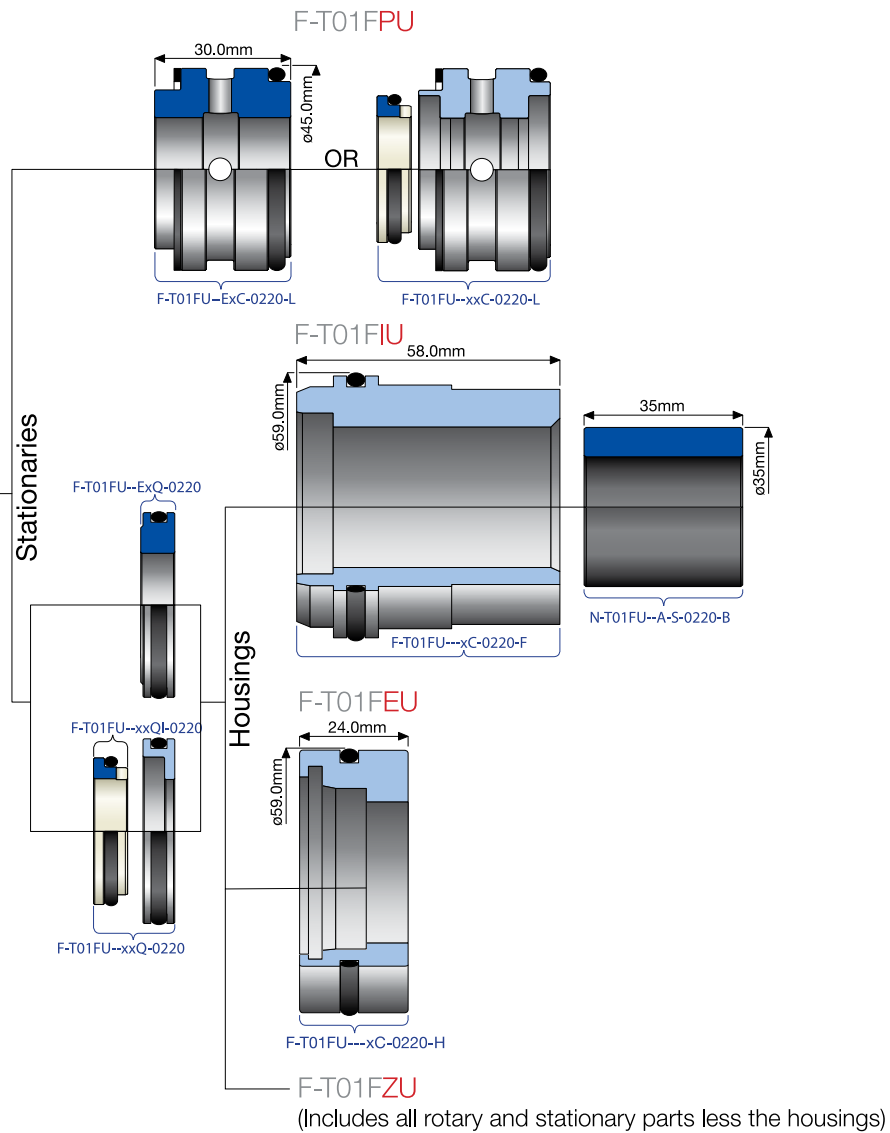 F-T01FPU
30.0mm
ø45.0mm
OR
F-T01FU--ExC-0220-L
F-T01FU--xxC-0220-L
F-T01FIU
58.0mm
ø59.0mm
35mm
ø35mm
Stationaries
F-T01FU--ExQ-0220
Housings
F-T01FU---xC-0220-F
N-T01FU--A-S-0220-B
F-T01FEU
24.0mm
ø59.0mm
F-T01FU--xxQI-0220
F-T01FU--xxQ-0220
F-T01FU---xC-0220-H
F-T01FZU
(Includes all rotary and stationary parts less the housings)